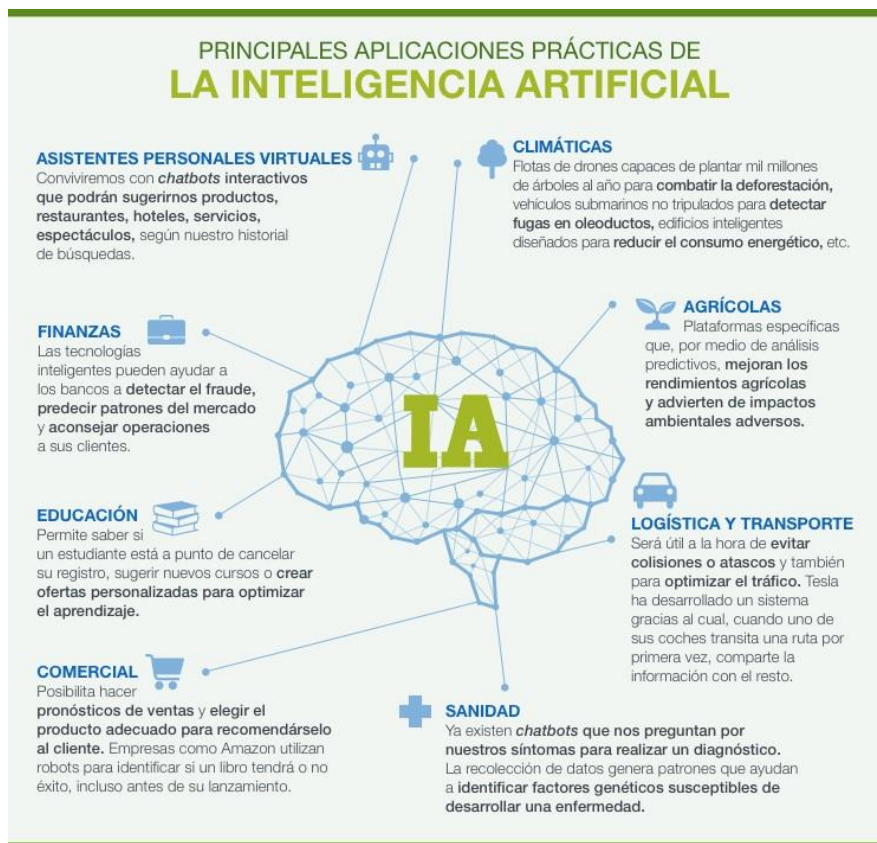 PRINCIPALES APLICACIONES PRÁCTICAS DE
LA INTELIGENCIA ARTIFICIAL
ASISTENTES PERSONALES VIRTUALES
Conviviremos con chatbots interactivos
que podrán sugerirnos productos,
restaurantes, hoteles, servicios,
espectáculos, según nuestro historial
de búsquedas.
CLIMÁTICAS
Flotas de drones capaces de plantar mil millones
de árboles al año para combatir la deforestación,
vehículos submarinos no tripulados para detectar
fugas en oleoductos, edificios inteligentes
diseñados para reducir el consumo energético, etc.
FINANZAS
Las tecnologías
inteligentes pueden ayudar a
los bancos a detectar el fraude,
predecir patrones del mercado
y aconsejar operaciones
a sus clientes.
AGRÍCOLAS
Plataformas específicas
que, por medio de análisis
predictivos, mejoran los
rendimientos agrícolas
y advierten de impactos
ambientales adversos.
IA
EDUCACIÓN
Permite saber si
un estudiante está a punto de cancelar
su registro, sugerir nuevos cursos o crear
ofertas personalizadas para optimizar
el aprendizaje.
LOGÍSTICA Y TRANSPORTE
Será útil a la hora de evitar
colisiones o atascos y también
para optimizar el tráfico. Tesla
ha desarrollado un sistema
gracias al cual, cuando uno de
sus coches transita una ruta por
primera vez, comparte la
información con el resto.
COMERCIAL
Posibilita hacer
pronósticos de ventas y elegir el
producto adecuado para recomendárselo
al cliente. Empresas como Amazon utilizan
robots para identificar si un libro tendrá o no
éxito, incluso antes de su lanzamiento.
SANIDAD
Ya existen chatbots que nos preguntan por
nuestros síntomas para realizar un diagnóstico.
La recolección de datos genera patrones que ayudan
a identificar factores genéticos susceptibles de
desarrollar una enfermedad.